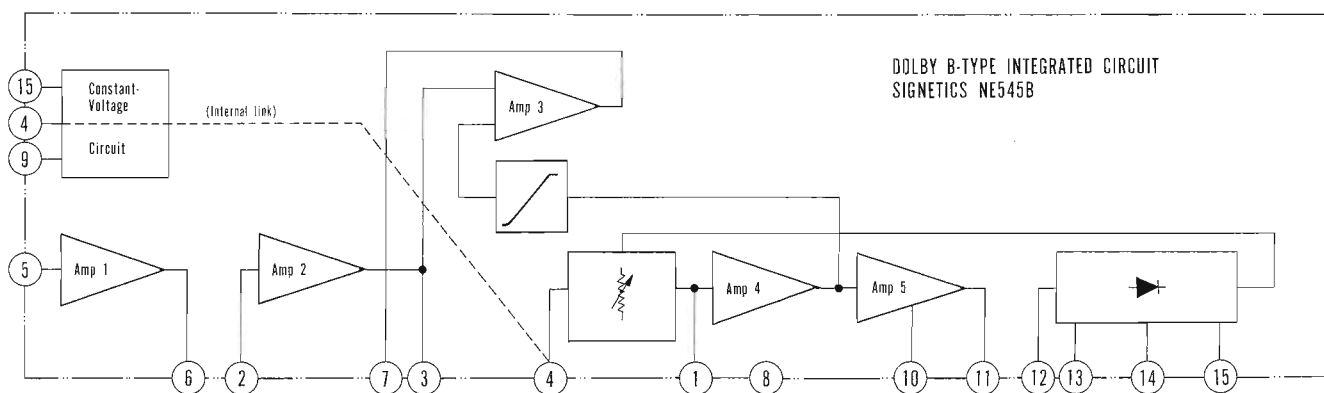 DOLBY B-TYPE INTEGRATED CIRCUIT
SIGNETICS NE545B
15
Constant-
Voltage
4
(Internal link)
Circuit
9
Amp 3
5
Amp 1
Amp 2
Amp 4
Amp 5
6
2
7
3
4
1
8
10
11
12
13
14
15